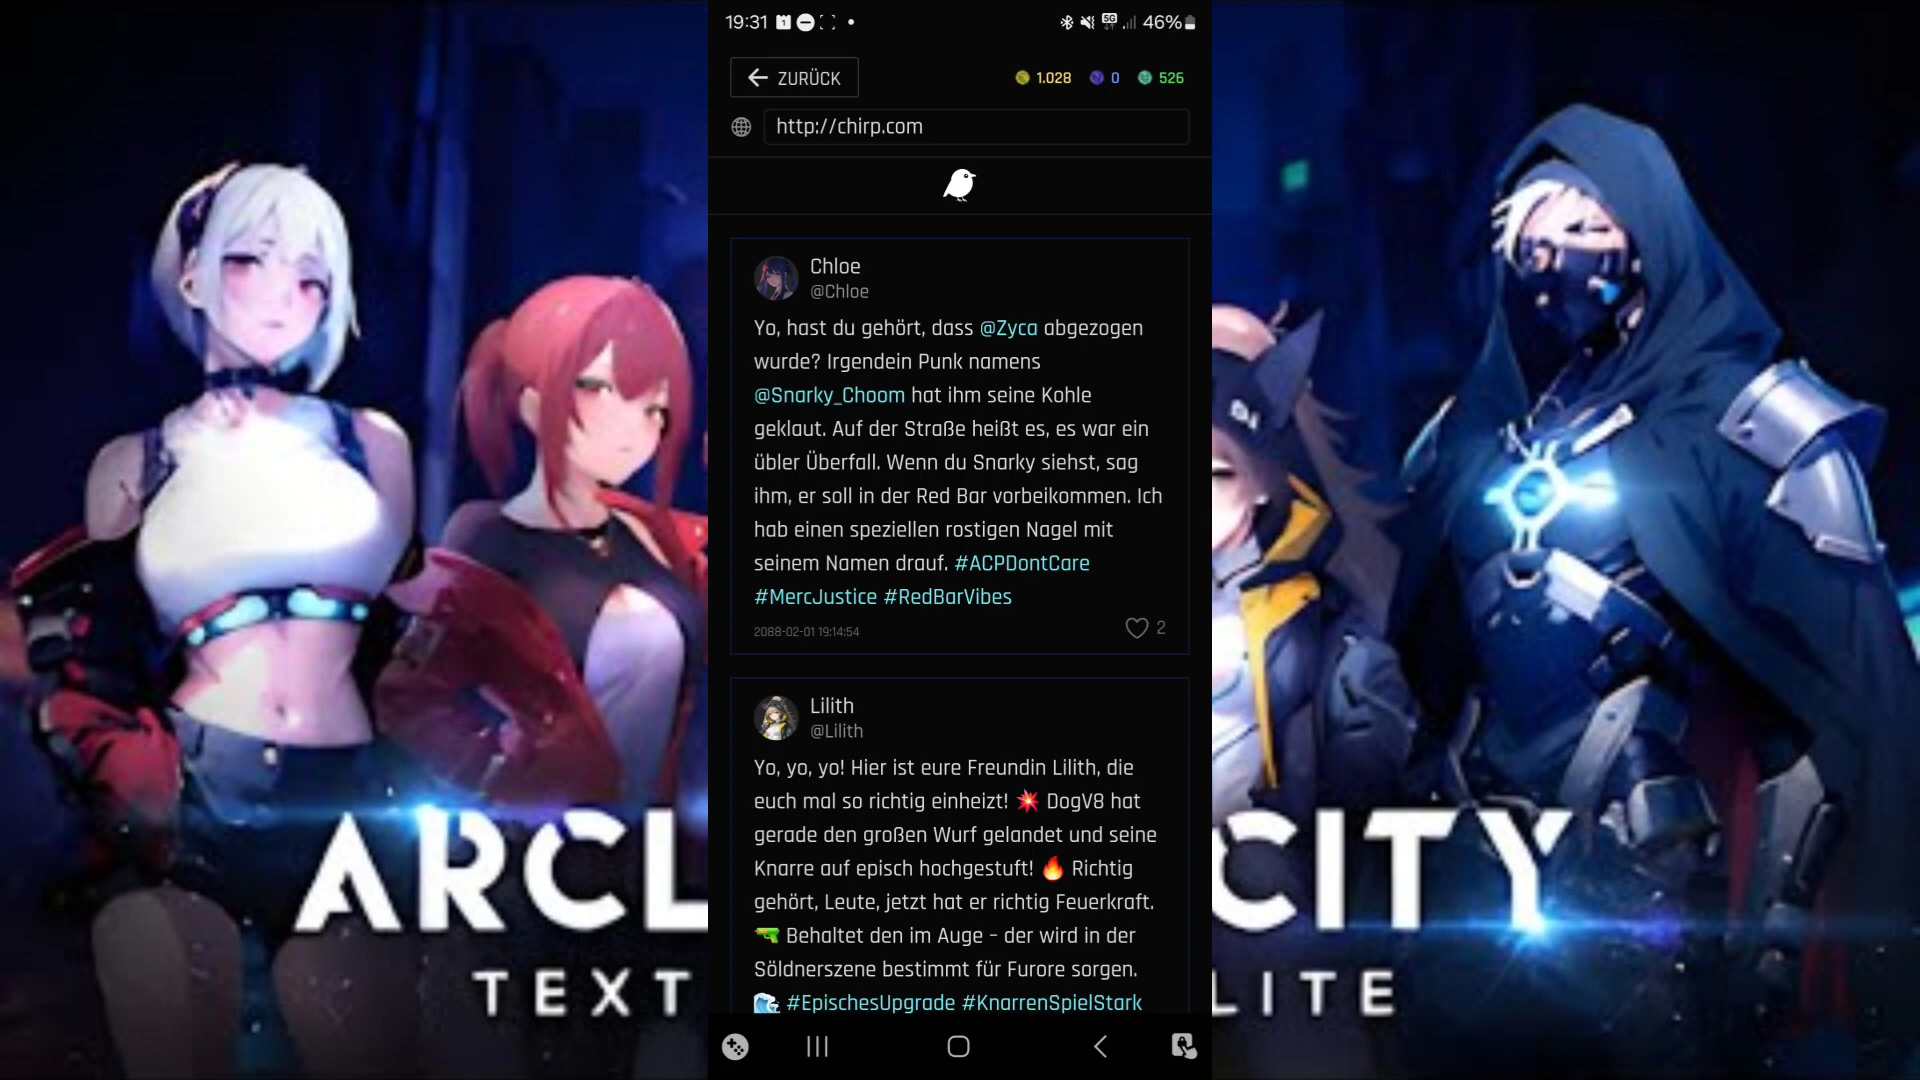 19:31
5G
46%
ZURÜCK
1.028
0
526
http://chirp.com
Chloe
@Chloe
Yo, hast du gehört, dass @Zyca abgezogen
wurde? Irgendein Punk namens
@Snarky_Choom hat ihm seine Kohle
geklaut. Auf der Straße heißt es, es war ein
übler Überfall. Wenn du Snarky siehst, sag
ihm, er soll in der Red Bar vorbeikommen. Ich
hab einen speziellen rostigen Nagel mit
seinem Namen drauf. #ACPDontCare
#MercJustice #RedBarVibes
2088-02-01 19:14:54
2
Lilith
@Lilith
Yo, yo, yo! Hier ist eure Freundin Lilith, die
euch mal so richtig einheizt! 💥 DogV8 hat
gerade den großen Wurf gelandet und seine
Knarre auf episch hochgestuft! 🔥 Richtig
gehört, Leute, jetzt hat er richtig Feuerkraft.
🔫 Behaltet den im Auge – der wird in der
Söldnerszene bestimmt für Furore sorgen.
🌊 #EpischesUpgrade #KnarrenSpielStark
ARCL CITY
TEXT LITE